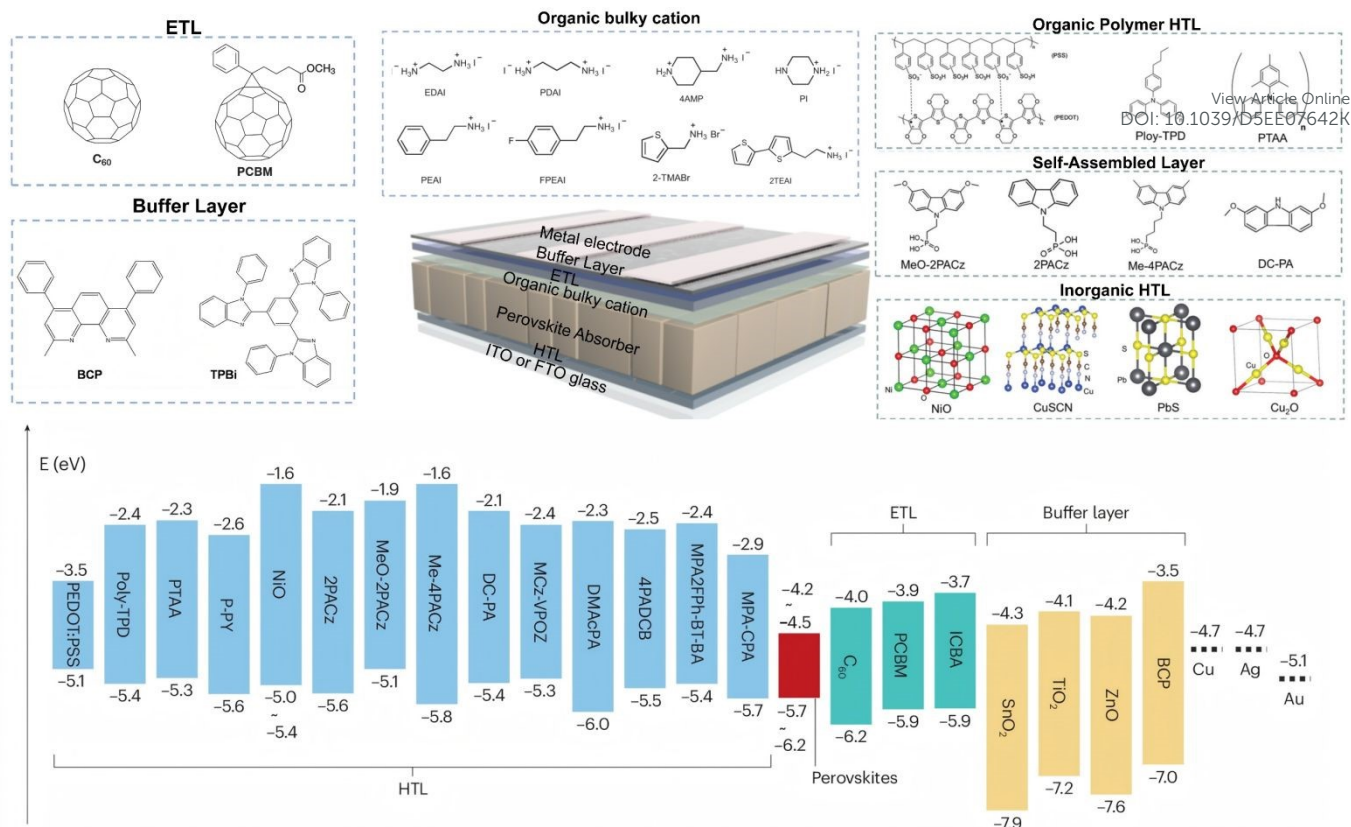 ETL
C60
OCH3
O
PCBM
Buffer Layer
BCP
TPBi
Organic bulky cation
EDAI
PDAI
4AMP
PI
PEAI
FPEAI
2-TMABr
2TEAI
Metal electrode
Buffer Layer
ETL
Organic bulky cation
Perovskite Absorber
HTL
ITO or FTO glass
Organic Polymer HTL
(PSS)
(PEDOT)
Ploy-TPD
PTAA
n
View Article Online
DOI: 10.1039/D5EE07642K
Self-Assembled Layer
MeO-2PACz
2PACz
Me-4PACz
DC-PA
Inorganic HTL
Ni
O
NiO
S
C
N
Cu
CuSCN
S
Pb
PbS
Cu
O
Cu2O
E (eV)
−3.5
PEDOT:PSS
−5.1
−2.4
Poly-TPD
−5.4
−2.3
PTAA
−5.3
−2.6
P-PY
−5.6
−1.6
NiO
−5.0
~
−5.4
−2.1
2PACz
−5.6
−1.9
MeO-2PACz
−5.1
−1.6
Me-4PACz
−5.8
−2.1
DC-PA
−5.4
−2.4
MCz-VPOZ
−5.3
−2.3
DMAcPA
−6.0
−2.5
4PADCB
−5.5
−2.4
MPA2FPh-BT-BA
−5.4
−2.9
MPA-CPA
−5.7
HTL
−4.2
~
−4.5
−5.7
~
−6.2
Perovskites
ETL
−4.0
C60
−6.2
−3.9
PCBM
−5.9
−3.7
ICBA
−5.9
Buffer layer
−4.3
SnO2
−7.9
−4.1
TiO2
−7.2
−4.2
ZnO
−7.6
−3.5
BCP
−7.0
−4.7
Cu
−4.7
Ag
−5.1
Au